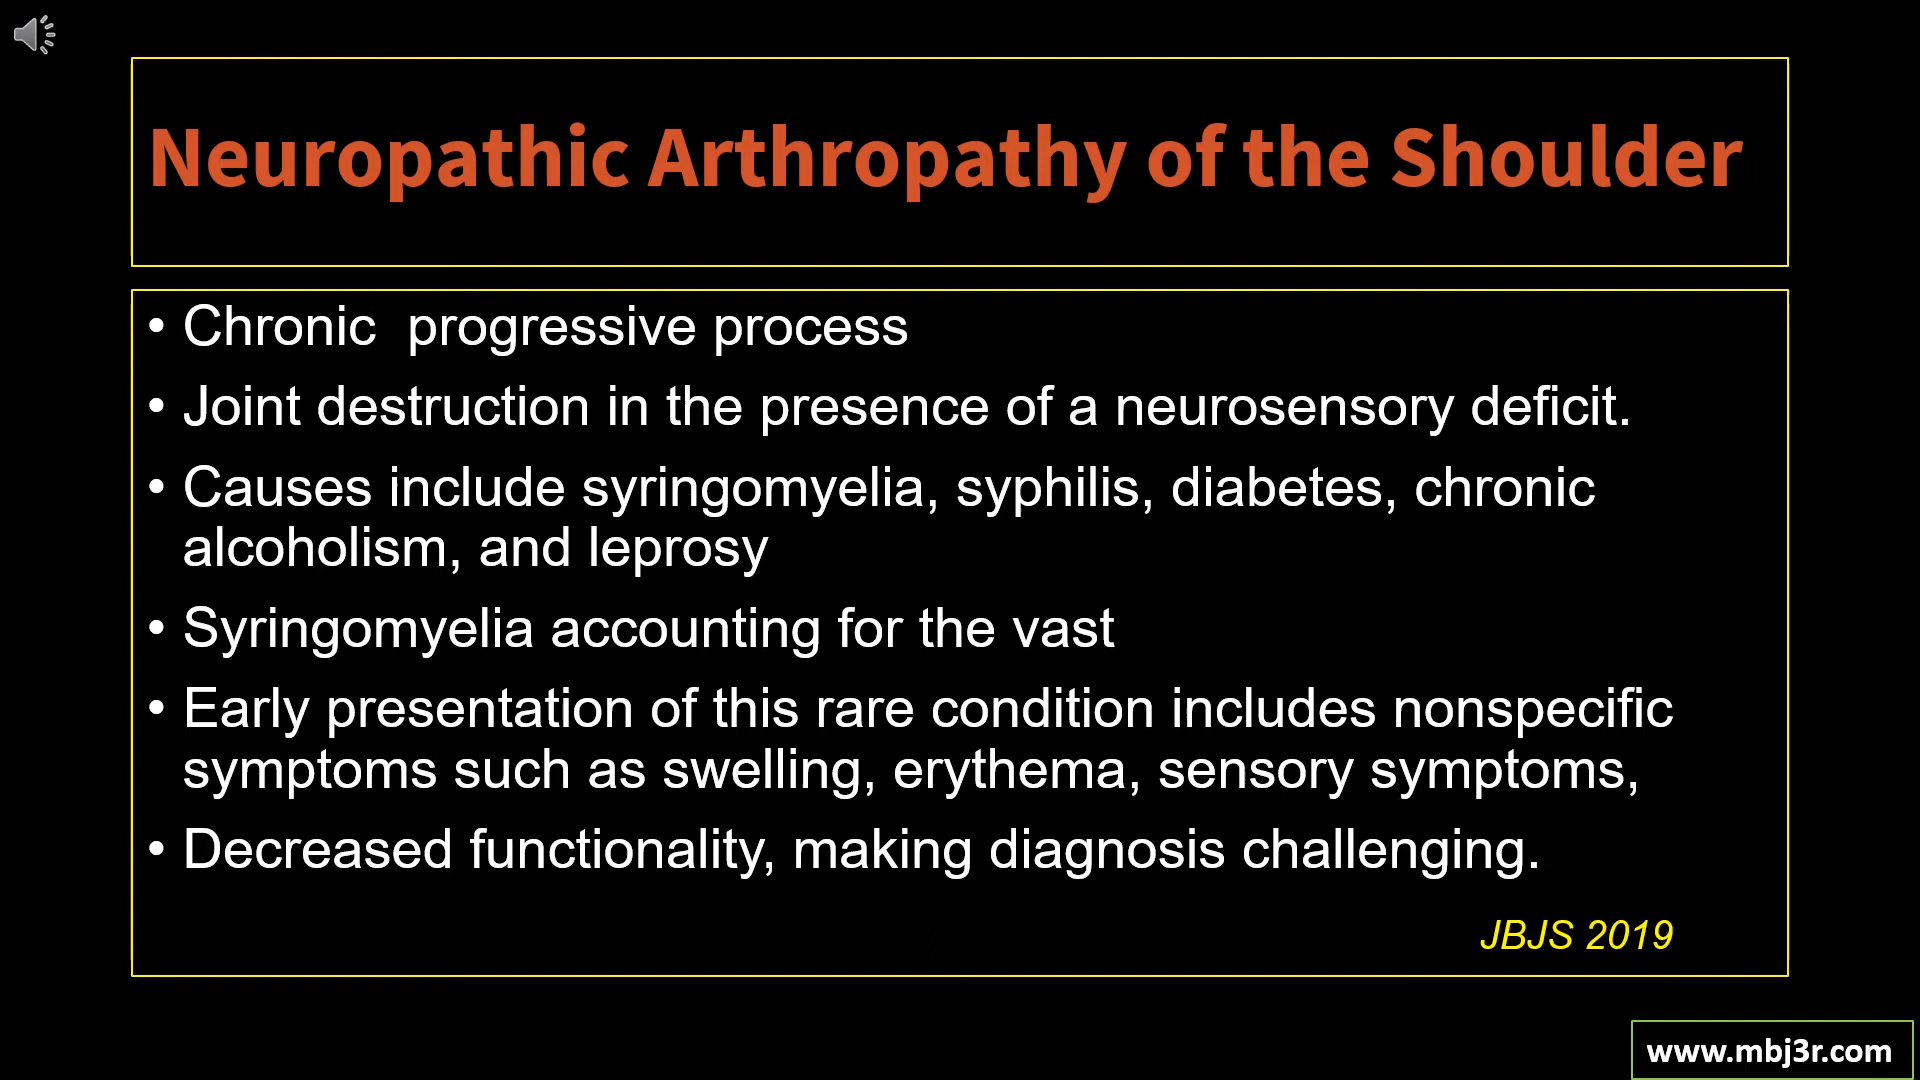 Neuropathic Arthropathy of the Shoulder
• Chronic  progressive process
• Joint destruction in the presence of a neurosensory deficit.
• Causes include syringomyelia, syphilis, diabetes, chronic
alcoholism, and leprosy
• Syringomyelia accounting for the vast
• Early presentation of this rare condition includes nonspecific
symptoms such as swelling, erythema, sensory symptoms,
• Decreased functionality, making diagnosis challenging.
JBJS 2019
www.mbj3r.com